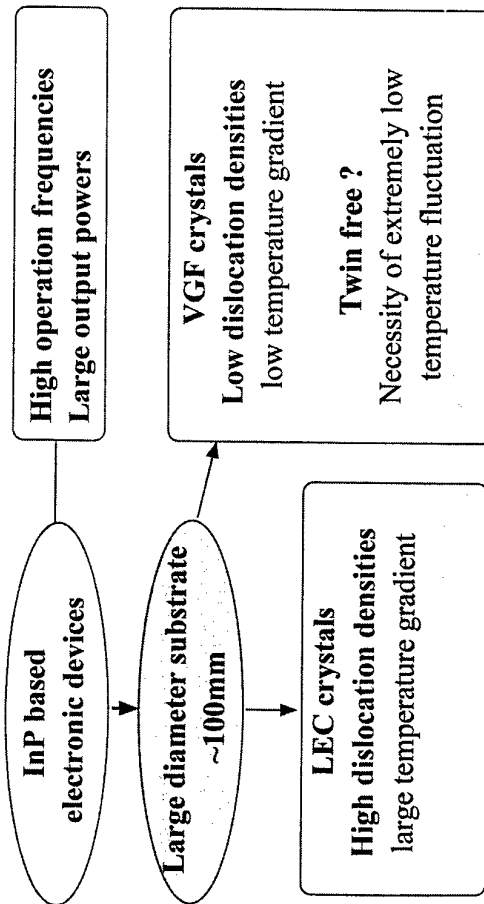 InP based
electronic devices
High operation frequencies
Large output powers
Large diameter substrate
~100mm
LEC crystals
High dislocation densities
large temperature gradient
VGF crystals
Low dislocation densities
low temperature gradient
Twin free ?
Necessity of extremely low
temperature fluctuation